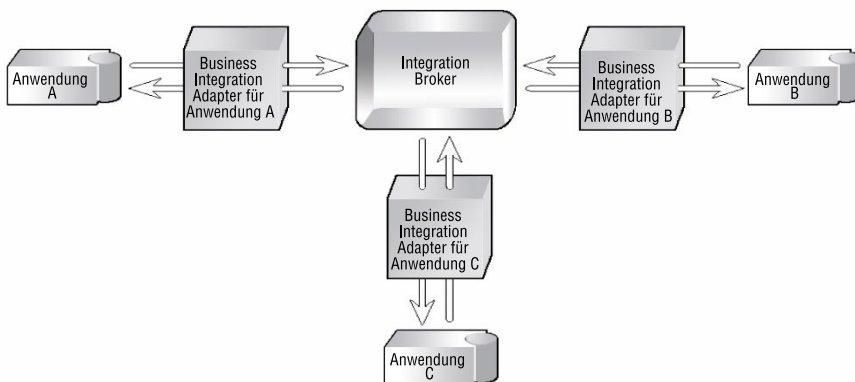 Anwendung
A
Business
Integration
Adapter für
Anwendung A
Integration
Broker
Business
Integration
Adapter für
Anwendung B
Anwendung
B
Business
Integration
Adapter für
Anwendung C
Anwendung
C